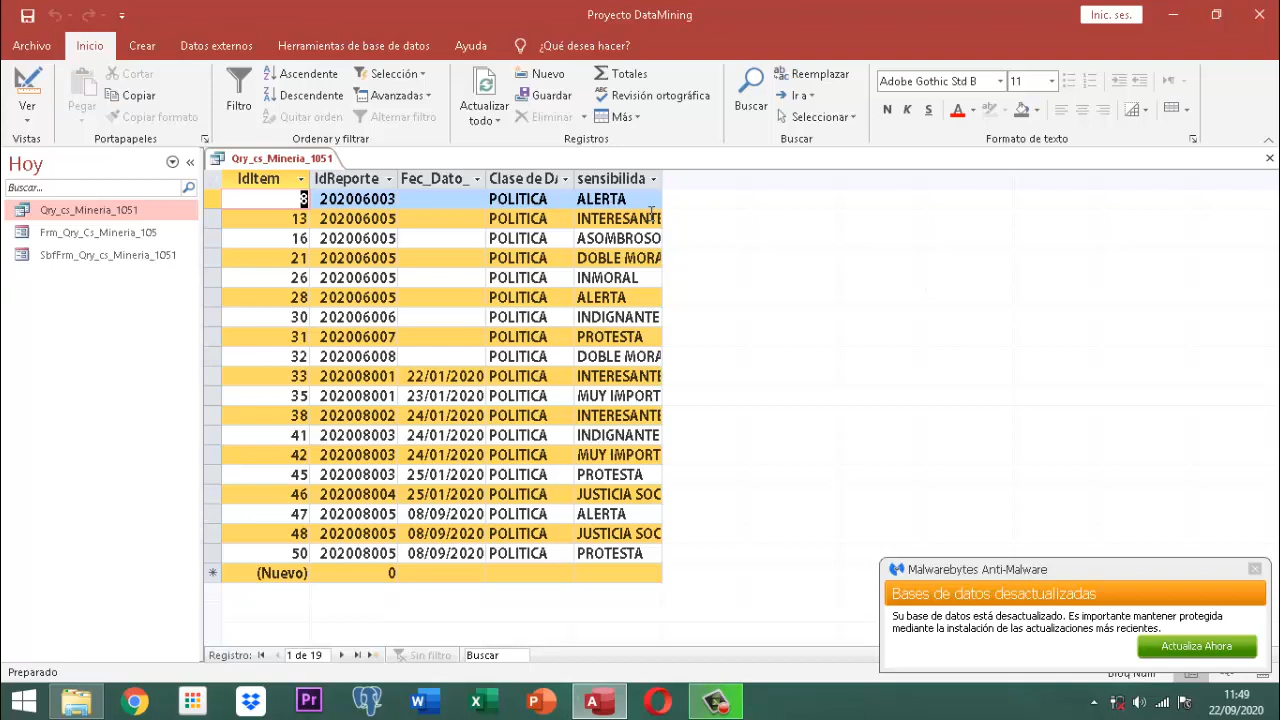 Proyecto DataMining
Inic. ses.
Archivo Inicio Crear Datos externos Herramientas de base de datos Ayuda ¿Qué desea hacer?
Ver
Vistas
Pegar
Cortar
Copiar
Copiar formato
Portapapeles
Filtro
Ascendente
Descendente
Quitar orden
Selección
Avanzadas
Alternar filtro
Ordenar y filtrar
Actualizar todo
Nuevo
Guardar
Eliminar
Totales
Revisión ortográfica
Más
Registros
Buscar
Reemplazar
Ir a
Seleccionar
Buscar
Adobe Gothic Std B 11
N K S
Formato de texto
Hoy
Buscar...
Qry_cs_Mineria_1051
Frm_Qry_Cs_Mineria_105
SbfFrm_Qry_cs_Mineria_1051
Qry_cs_Mineria_1051
IdItem IdReporte Fec_Dato_ Clase de Da sensibilida
8 202006003 POLITICA ALERTA
13 202006005 POLITICA INTERESANTE
16 202006005 POLITICA ASOMBROSO
21 202006005 POLITICA DOBLE MORA
26 202006005 POLITICA INMORAL
28 202006005 POLITICA ALERTA
30 202006006 POLITICA INDIGNANTE
31 202006007 POLITICA PROTESTA
32 202006008 POLITICA DOBLE MORA
33 202008001 22/01/2020 POLITICA INTERESANTE
35 202008001 23/01/2020 POLITICA MUY IMPORT
38 202008002 24/01/2020 POLITICA INTERESANTE
41 202008003 24/01/2020 POLITICA INDIGNANTE
42 202008003 24/01/2020 POLITICA MUY IMPORT
45 202008003 25/01/2020 POLITICA PROTESTA
46 202008004 25/01/2020 POLITICA JUSTICIA SOC
47 202008005 08/09/2020 POLITICA ALERTA
48 202008005 08/09/2020 POLITICA JUSTICIA SOC
50 202008005 08/09/2020 POLITICA PROTESTA
(Nuevo) 0
Malwarebytes Anti-Malware
Bases de datos desactualizadas
Su base de datos está desactualizado. Es importante mantener protegida
mediante la instalación de las actualizaciones más recientes.
Actualiza Ahora
Registro: 1 de 19 Sin filtro Buscar
Preparado
Bloq Num
Pr
11:49
22/09/2020